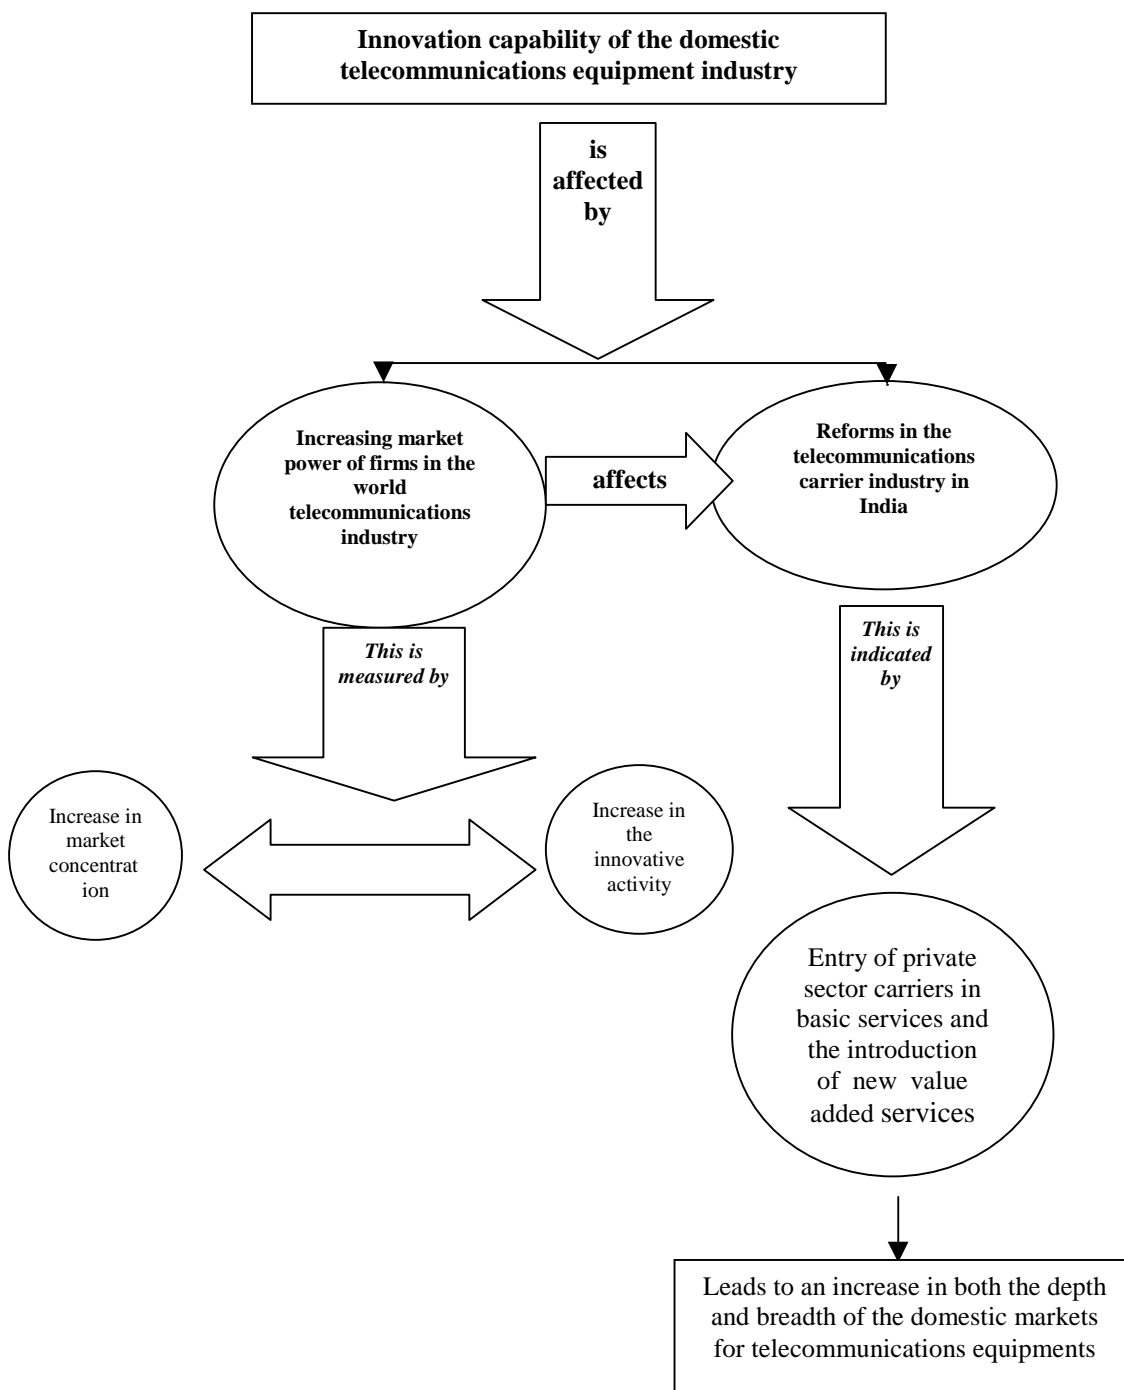 Innovation capability of the domestic
telecommunications equipment industry
is
affected
by
Increasing market
power of firms in the
world
telecommunications
industry
affects
Reforms in the
telecommunications
carrier industry in
India
This is
measured by
This is
indicated
by
Increase in
market
concentrat
ion
Increase in
the
innovative
activity
Entry of private
sector carriers in
basic services and
the introduction
of new value
added services
Leads to an increase in both the depth
and breadth of the domestic markets
for telecommunications equipments